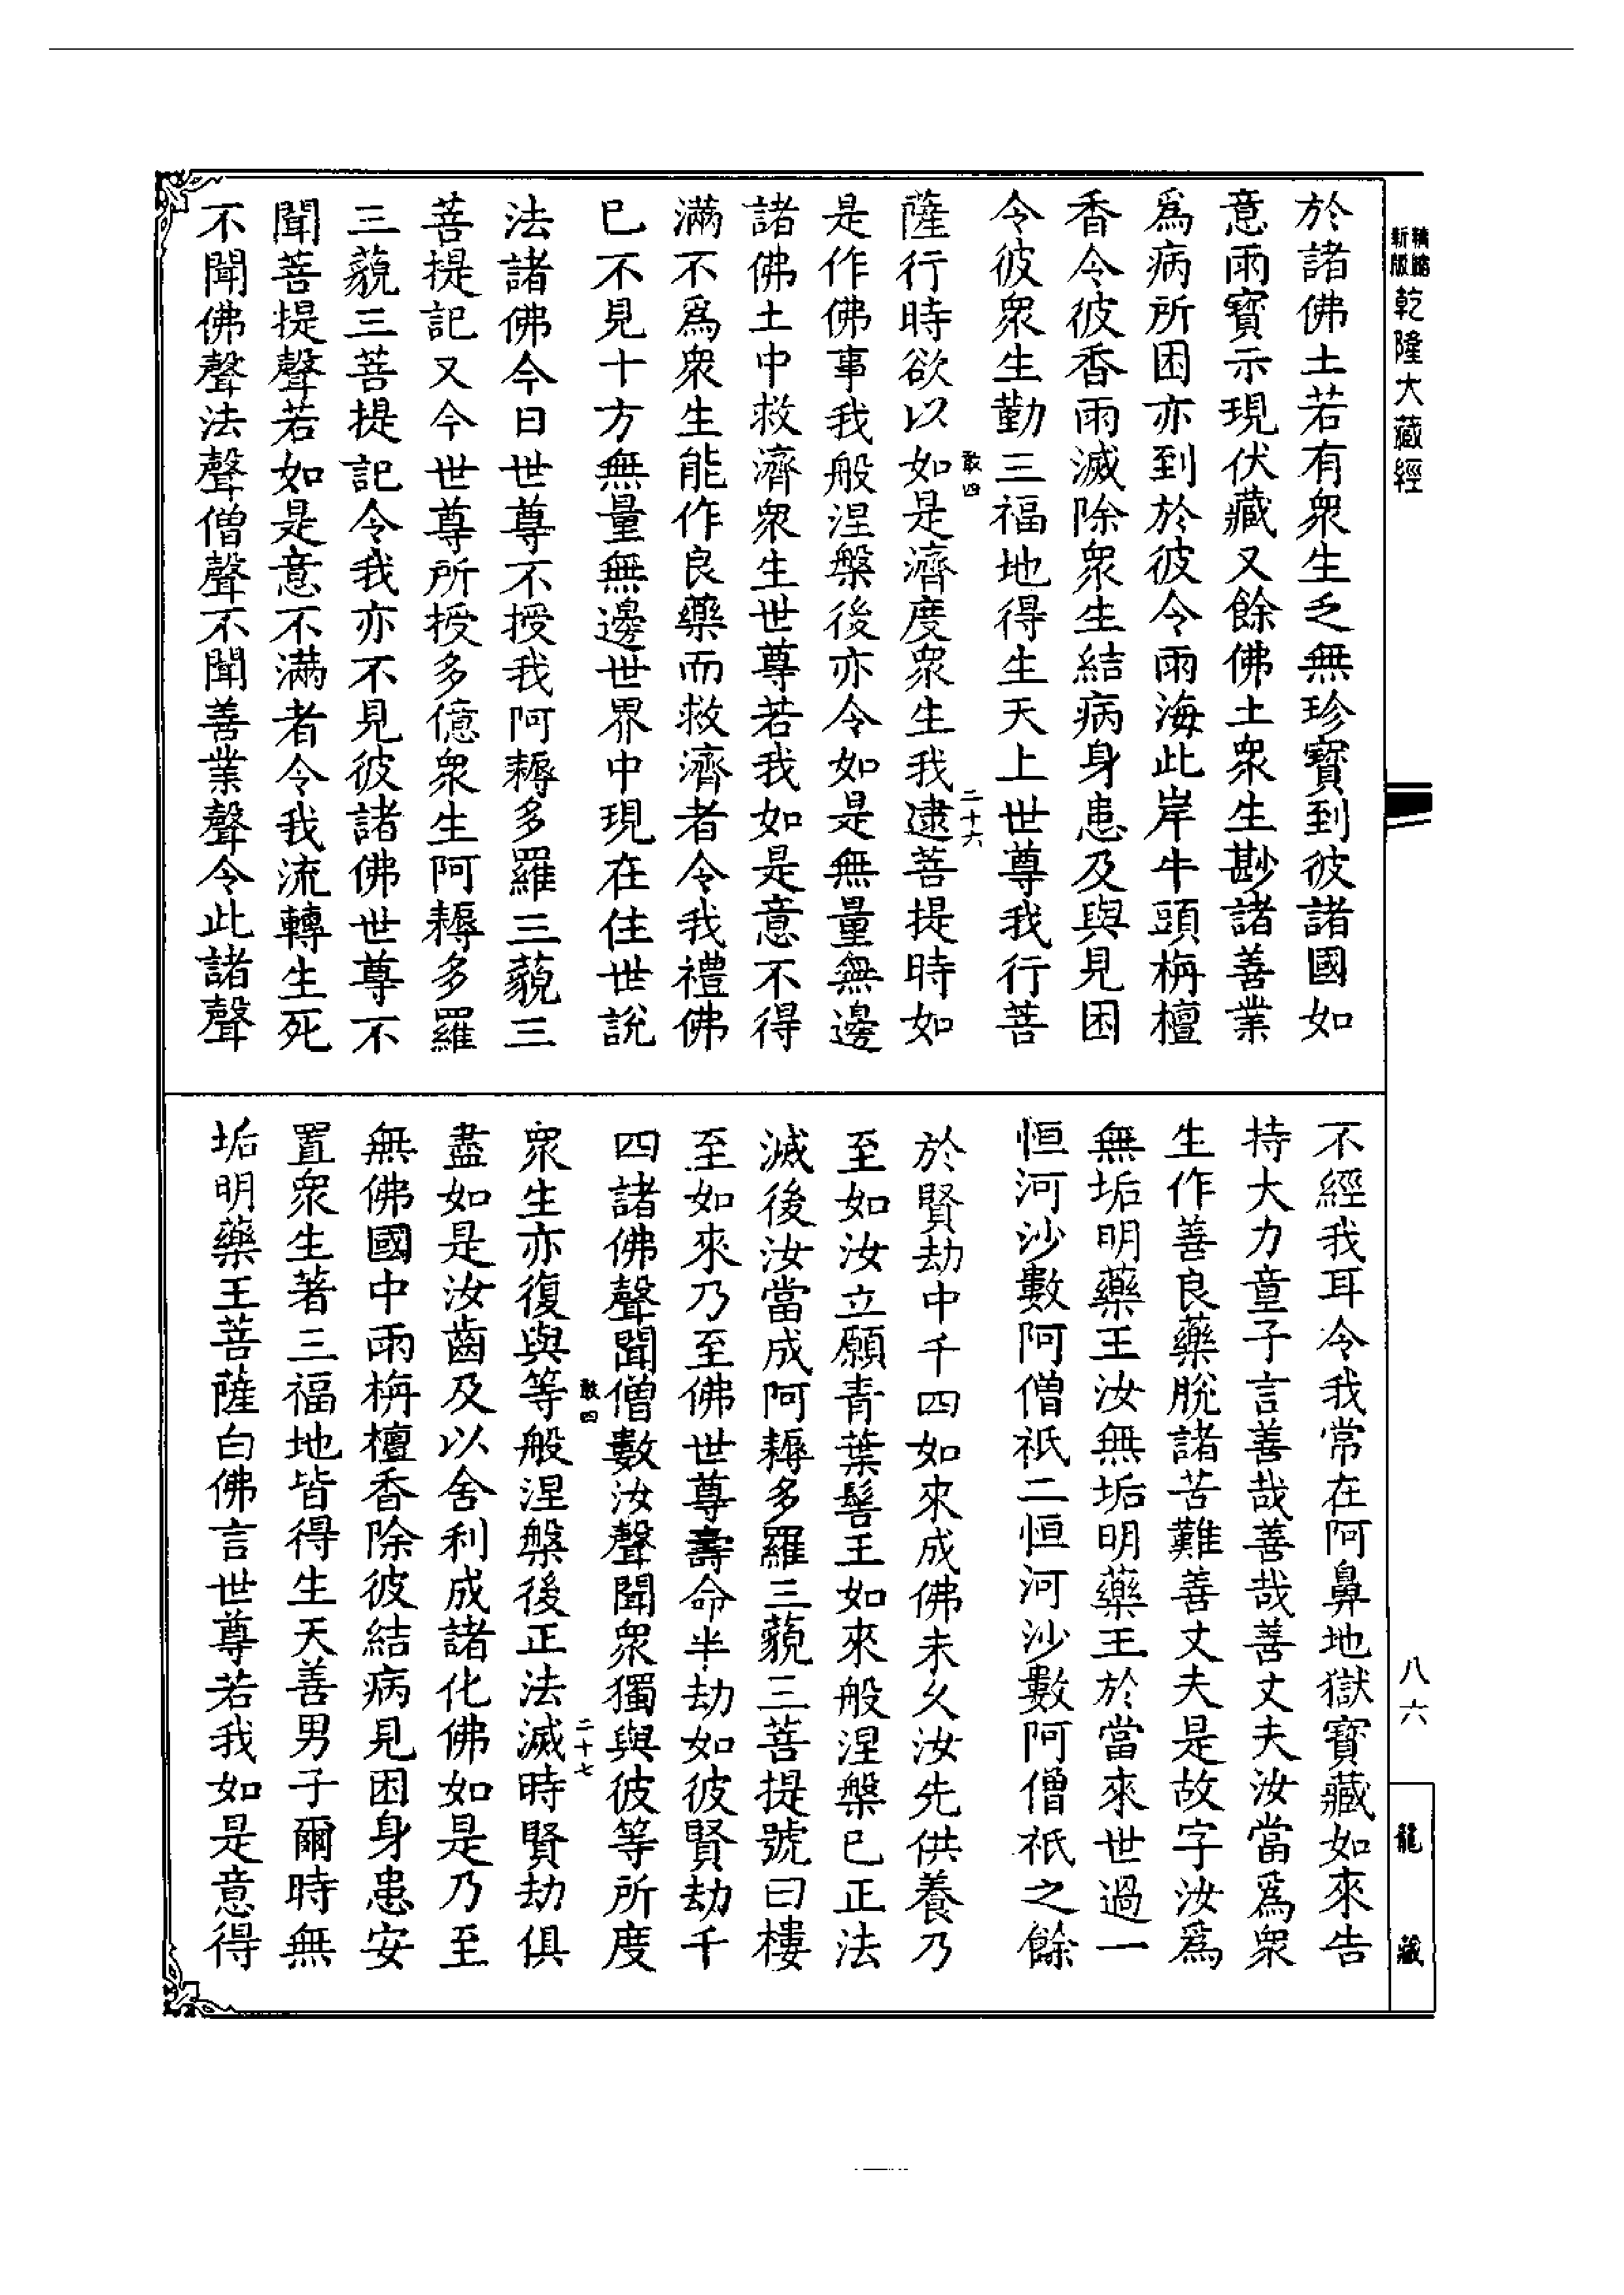 於諸佛土若有衆生乏無珍寶到彼諸國如
意雨寳示現伏藏又餘佛土衆生尠諸善業
爲病所困亦到於彼令雨海此岸牛頭栴檀
香令彼香雨滅除衆生結病身患及與見困
令彼衆生勤三福地得生天上世尊我行菩
薩行時欲以如是濟度衆生我逮菩提時如
敢四
二十六
是作佛事我般涅槃後亦令如是無量無邊
諸佛土中救濟衆生世尊若我如是意不得
滿不爲衆生能作良藥而救濟者令我禮佛
已不見十方無量無邊世界中現在住世說
法諸佛今日世尊不授我阿耨多羅三藐三
菩提記又今世尊所授多億衆生阿耨多羅
三藐三菩提記令我亦不見彼諸佛世尊不
聞菩提聲若如是意不滿者令我流轉生死
不聞佛聲法聲僧聲不聞善業聲令此諸聲
不經我耳令我常在阿鼻地獄寶藏如來告
持大力童子言善哉善哉善丈夫汝當爲衆
生作善良藥脫諸苦難善丈夫是故字汝爲
無垢明藥王汝無垢明藥王於當來世過一
恒河沙數阿僧祇二恒河沙數阿僧祇之餘
於賢劫中千四如來成佛未久汝先供養乃
至如汝立願青葉髻王如來般涅槃已正法
滅後汝當成阿耨多羅三藐三菩提號曰樓
至如來乃至佛世尊壽命半劫如彼賢劫千
四諸佛聲聞僧數汝聲聞衆獨與彼等所度
敢四
二十七
衆生亦復與等般涅槃後正法滅時賢劫俱
盡如是汝齒及以舍利成諸化佛如是乃至
無佛國中雨栴檀香除彼結病見困身患安
置衆生著三福地皆得生天善男子爾時無
垢明藥王菩薩白佛言世尊若我如是意得
新版精縮乾隆大藏經
八六
龍藏